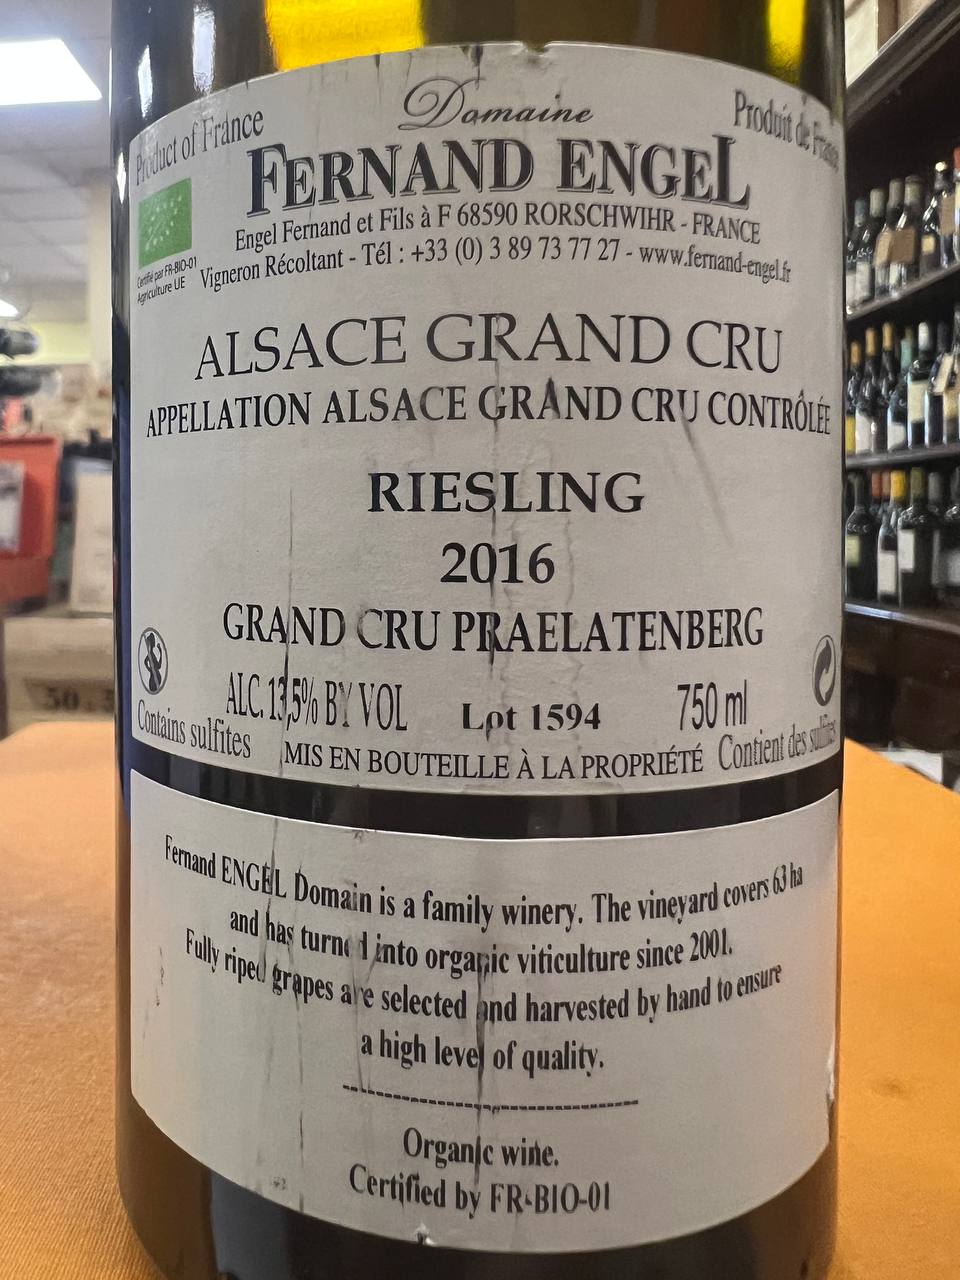 Product of France
Domaine
Produit de France
FERNAND ENGEL
Engel Fernand et Fils à F 68590 RORSCHWIHR - FRANCE
Certifié par FR-BIO-01
Agriculture UE
Vigneron Récoltant - Tél : +33 (0) 3 89 73 77 27 - www.fernand-engel.fr
ALSACE GRAND CRU
APPELLATION ALSACE GRAND CRU CONTRÔLÉE
RIESLING
2016
GRAND CRU PRAELATENBERG
ALC. 13,5% BY VOL Lot 1594 750 ml
Contains sulfites
MIS EN BOUTEILLE À LA PROPRIÉTÉ
Contient des sulfites
Fernand ENGEL Domain is a family winery. The vineyard covers 63 ha
and has turned into organic viticulture since 2001.
Fully riped grapes are selected and harvested by hand to ensure
a high level of quality.
Organic wine.
Certified by FR-BIO-01